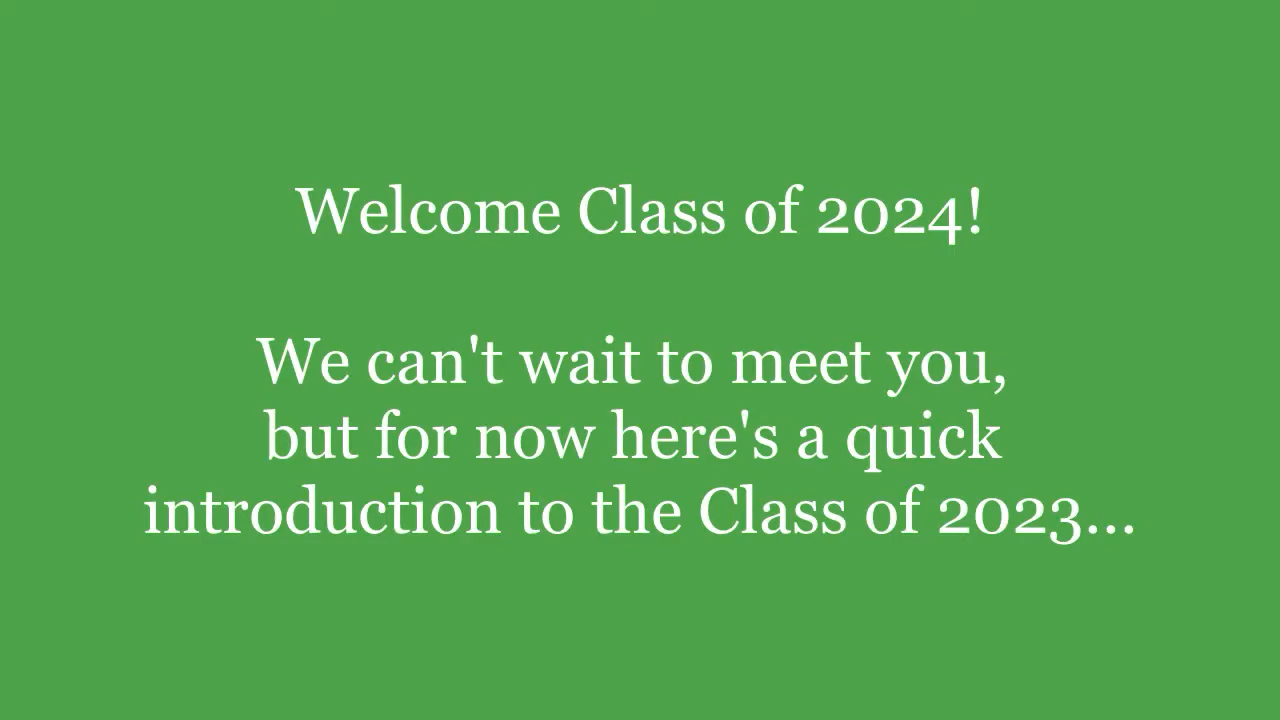 Welcome Class of 2024!
We can't wait to meet you,
but for now here's a quick
introduction to the Class of 2023...